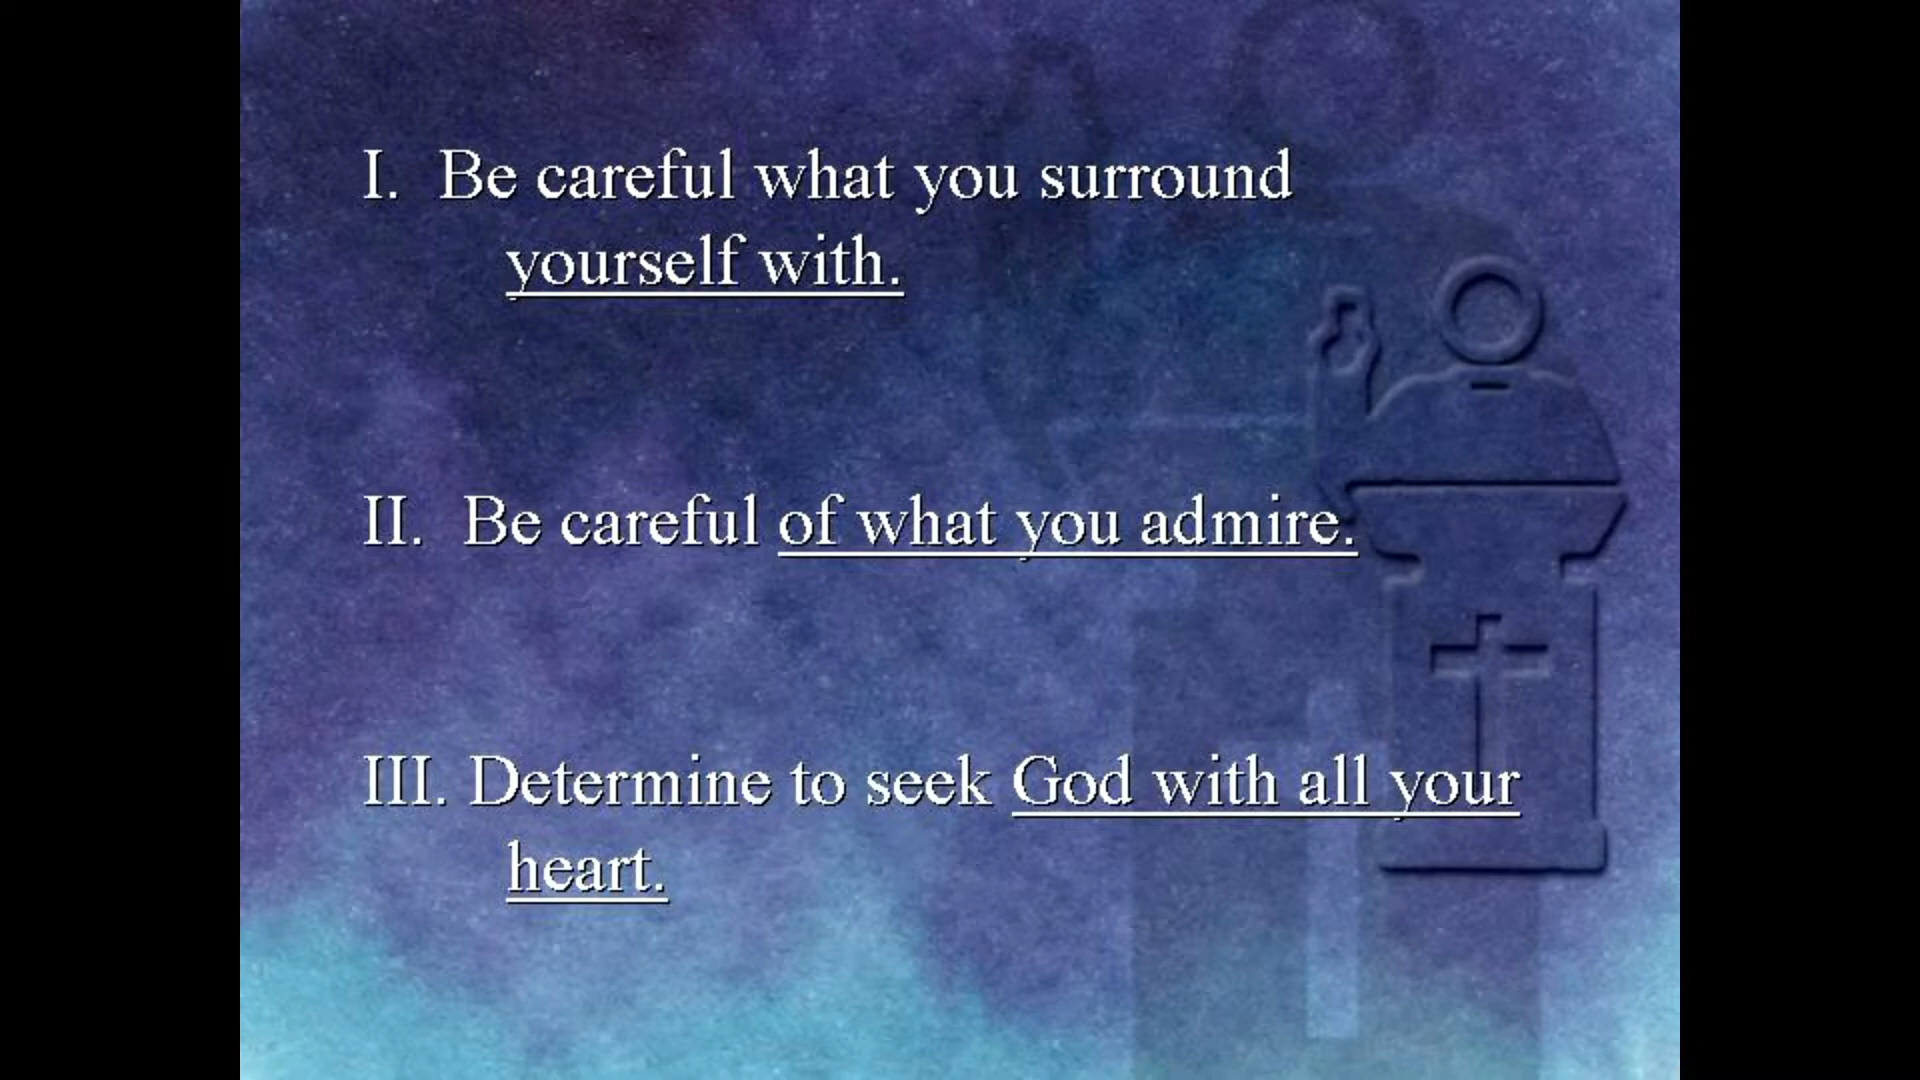 I. Be careful what you surround
yourself with.
II. Be careful of what you admire.
III. Determine to seek God with all your
heart.